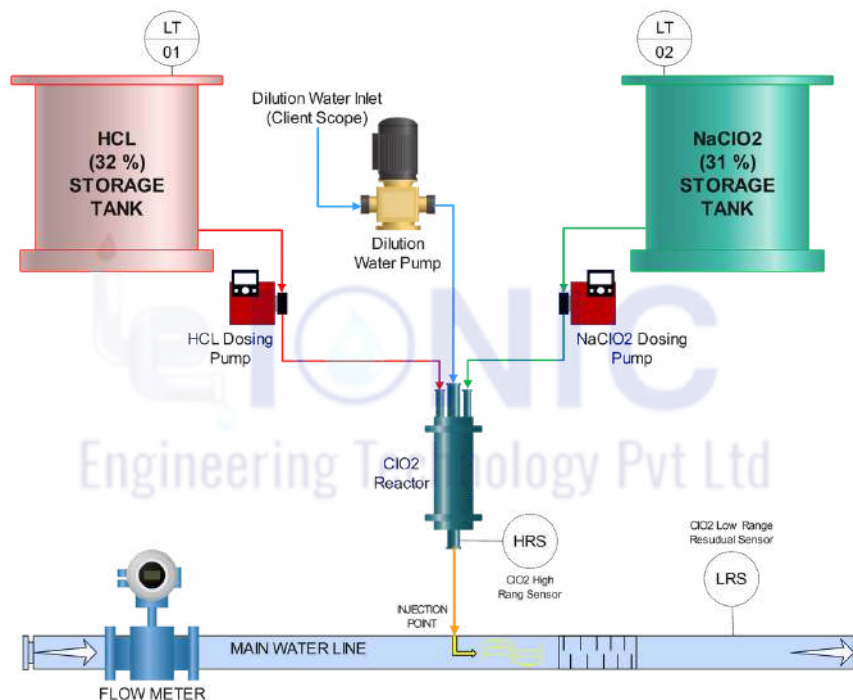 LT
01
LT
02
Dilution Water Inlet
(Client Scope)
HCL
(32 %)
STORAGE
TANK
NaClO2
(31 %)
STORAGE
TANK
Dilution
Water Pump
HCL Dosing
Pump
NaClO2 Dosing
Pump
IONIC
Engineering Technology Pvt Ltd
ClO2
Reactor
HRS
ClO2 High
Rang Sensor
ClO2 Low Range
Resudual Sensor
LRS
INJECTION
POINT
MAIN WATER LINE
FLOW METER